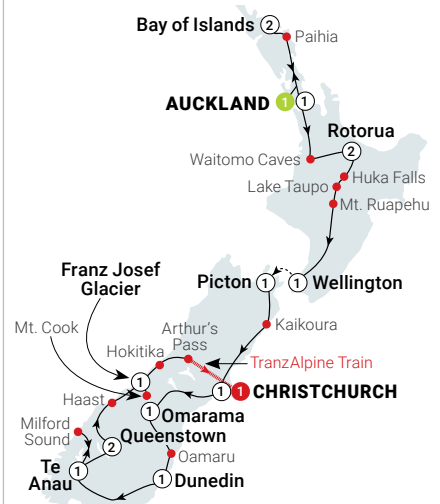 Bay of Islands 2
Paihia
AUCKLAND 1 1
Rotorua
2
Waitomo Caves
Huka Falls
Lake Taupo
Mt. Ruapehu
Franz Josef
Glacier
Picton 1
1 Wellington
Mt. Cook
Arthur's
Pass
Kaikoura
Hokitika
TranzAlpine Train
1
1 1 CHRISTCHURCH
Haast
1 Omarama
Milford
Sound
Queenstown
2
Oamaru
Te
Anau
1
1
Dunedin